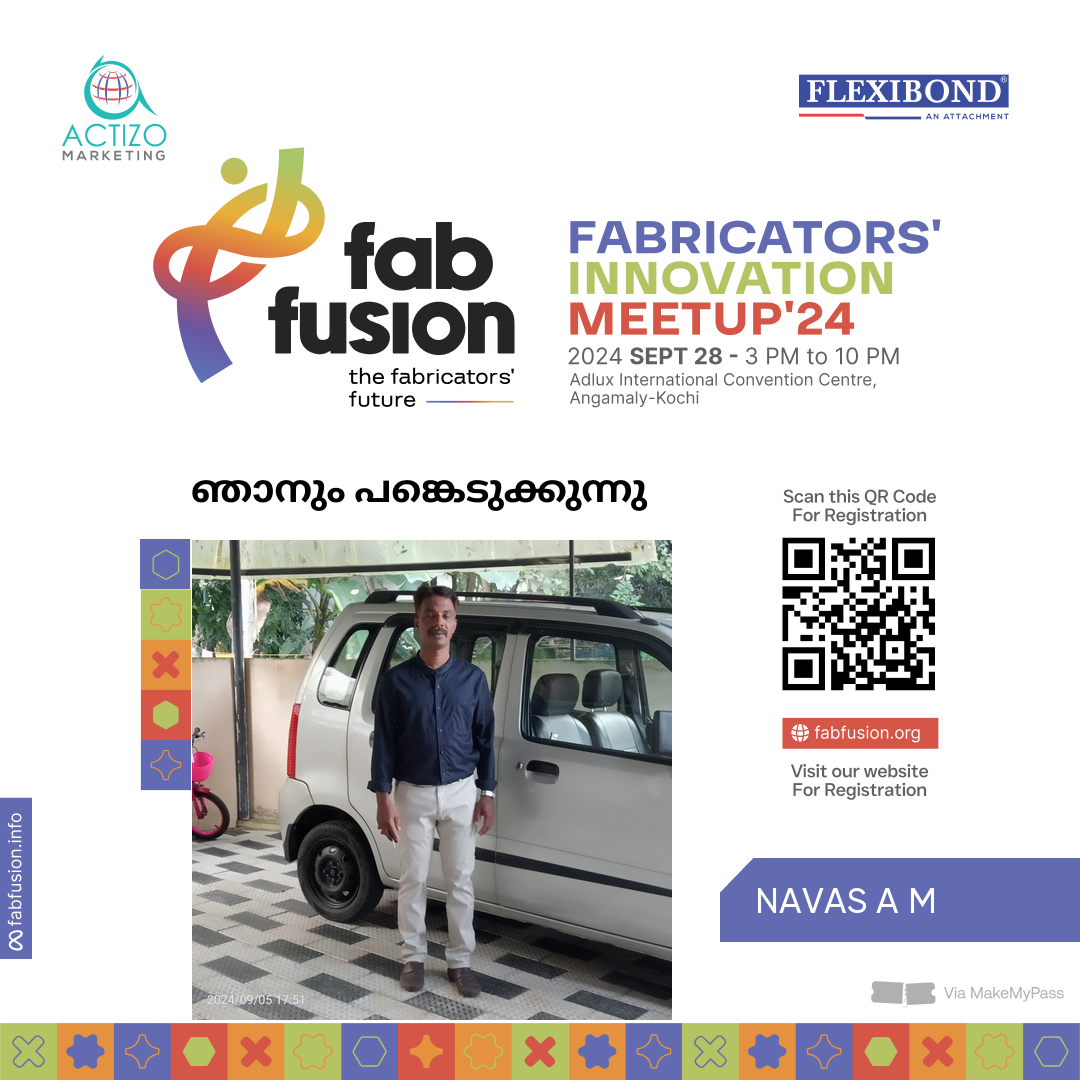 ACTIZO
MARKETING
FLEXIBOND®
AN ATTACHMENT
fab
fusion
the fabricators'
future
FABRICATORS'
INNOVATION
MEETUP'24
2024 SEPT 28 - 3 PM to 10 PM
Adlux International Convention Centre,
Angamaly-Kochi
ഞാനും പങ്കെടുക്കുന്നു
Scan this QR Code
For Registration
fabfusion.org
Visit our website
For Registration
fabfusion.info
NAVAS A M
2024/09/05 17:51
Via MakeMyPass